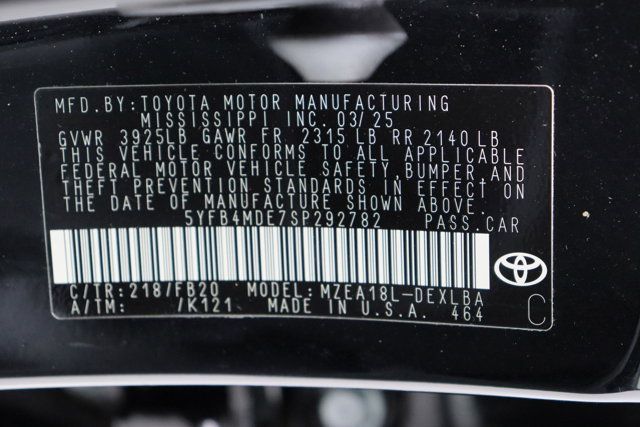 MFD.BY:TOYOTA MOTOR MANUFACTURING
MISSISSIPPI INC. 03/25
GVWR 3925LB GAWR FR 2315 LB RR 2140 LB
THIS VEHICLE CONFORMS TO ALL APPLICABLE
FEDERAL MOTOR VEHICLE SAFETY, BUMPER, AND
THEFT PREVENTION STANDARDS IN EFFECT ON
THE DATE OF MANUFACTURE SHOWN ABOVE.
5YFB4MDE7SP292782 PASS.CAR
C/TR:218/FB20 MODEL:MZEA18L-DEXLBA
A/TM: /K121 MADE IN U.S.A. 464 C